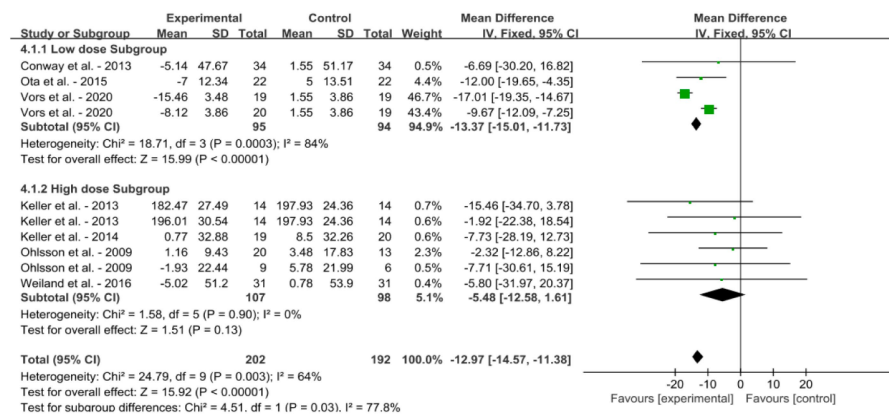 Experimental Control Mean Difference Mean Difference
Study or Subgroup Mean SD Total Mean SD Total Weight IV, Fixed, 95% CI IV, Fixed, 95% CI
4.1.1 Low dose Subgroup
Conway et al. - 2013 -5.14 47.67 34 1.55 51.17 34 0.5% -6.69 [-30.20, 16.82]
Ota et al. - 2015 -7 12.34 22 5 13.51 22 4.4% -12.00 [-19.65, -4.35]
Vors et al. - 2020 -15.46 3.48 19 1.55 3.86 19 46.7% -17.01 [-19.35, -14.67]
Vors et al. - 2020 -8.12 3.86 20 1.55 3.86 19 43.4% -9.67 [-12.09, -7.25]
Subtotal (95% CI) 95 94 94.9% -13.37 [-15.01, -11.73]
Heterogeneity: Chi² = 18.71, df = 3 (P = 0.0003); I² = 84%
Test for overall effect: Z = 15.99 (P < 0.00001)
4.1.2 High dose Subgroup
Keller et al. - 2013 182.47 27.49 14 197.93 24.36 14 0.7% -15.46 [-34.70, 3.78]
Keller et al. - 2013 196.01 30.54 14 197.93 24.36 14 0.6% -1.92 [-22.38, 18.54]
Keller et al. - 2014 0.77 32.88 19 8.5 32.26 20 0.6% -7.73 [-28.19, 12.73]
Ohlsson et al. - 2009 1.16 9.43 20 3.48 17.83 13 2.3% -2.32 [-12.86, 8.22]
Ohlsson et al. - 2009 -1.93 22.44 9 5.78 21.99 6 0.5% -7.71 [-30.61, 15.19]
Weiland et al. - 2016 -5.02 51.2 31 0.78 53.9 31 0.4% -5.80 [-31.97, 20.37]
Subtotal (95% CI) 107 98 5.1% -5.48 [-12.58, 1.61]
Heterogeneity: Chi² = 1.58, df = 5 (P = 0.90); I² = 0%
Test for overall effect: Z = 1.51 (P = 0.13)
Total (95% CI) 202 192 100.0% -12.97 [-14.57, -11.38]
Heterogeneity: Chi² = 24.79, df = 9 (P = 0.003); I² = 64%
Test for overall effect: Z = 15.92 (P < 0.00001)
Test for subgroup differences: Chi² = 4.51, df = 1 (P = 0.03), I² = 77.8%
-20 -10 0 10 20
Favours [experimental] Favours [control]